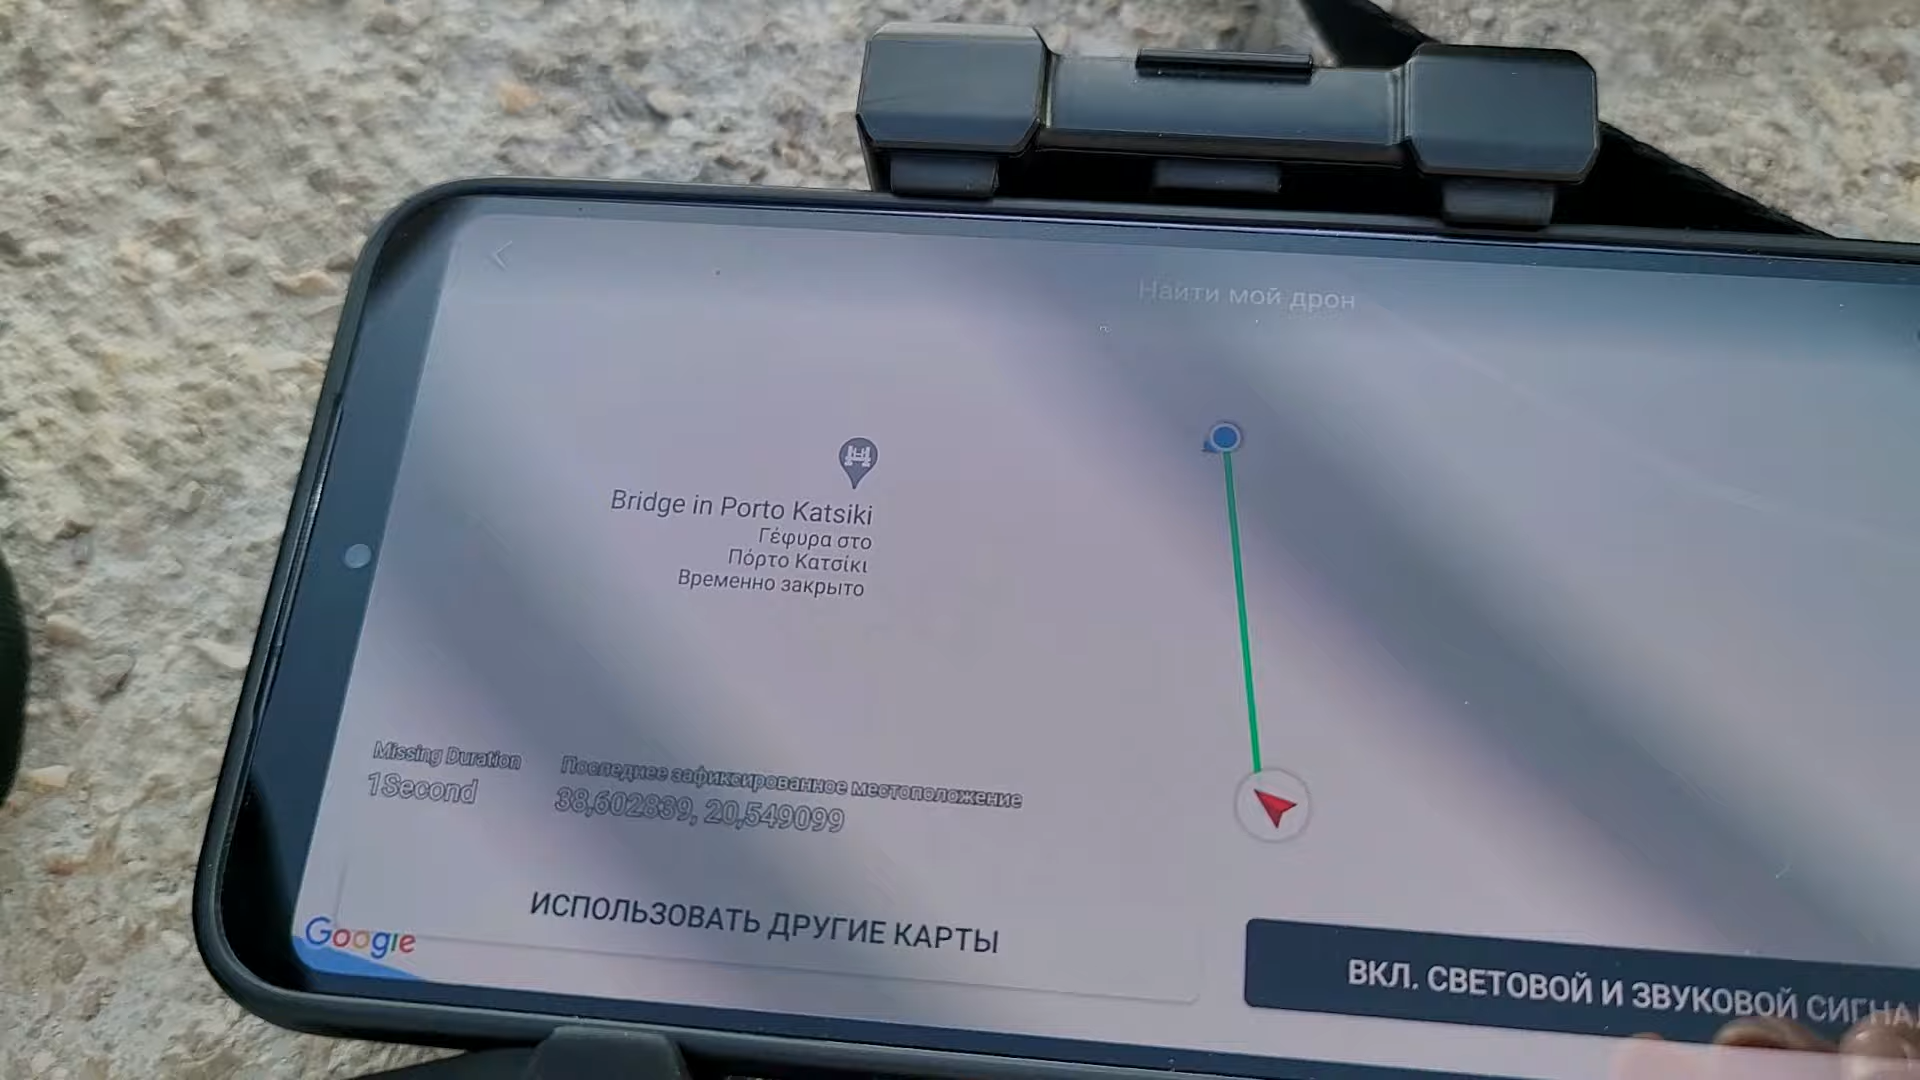 Найти мой дрон
Bridge in Porto Katsiki
Γέφυρα στο
Πόρτο Κατσίκι
Временно закрыто
Missing Duration
1Second
Последнее зафиксированное местоположение
38,602839, 20,549099
ИСПОЛЬЗОВАТЬ ДРУГИЕ КАРТЫ
Google
ВКЛ. СВЕТОВОЙ И ЗВУКОВОЙ СИГНА